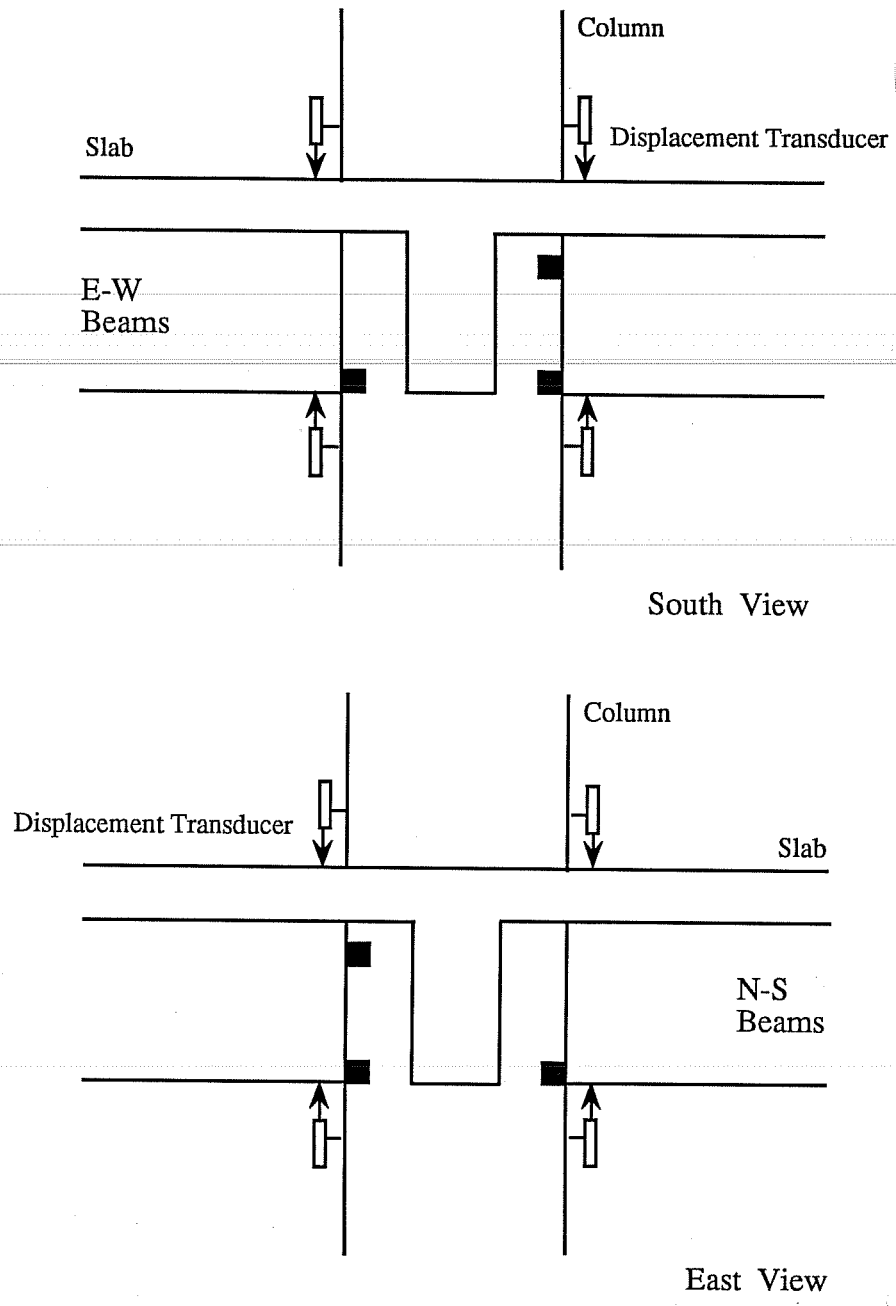 Column
Displacement Transducer
Slab
E-W
Beams
South View
Column
Displacement Transducer
Slab
N-S
Beams
East View